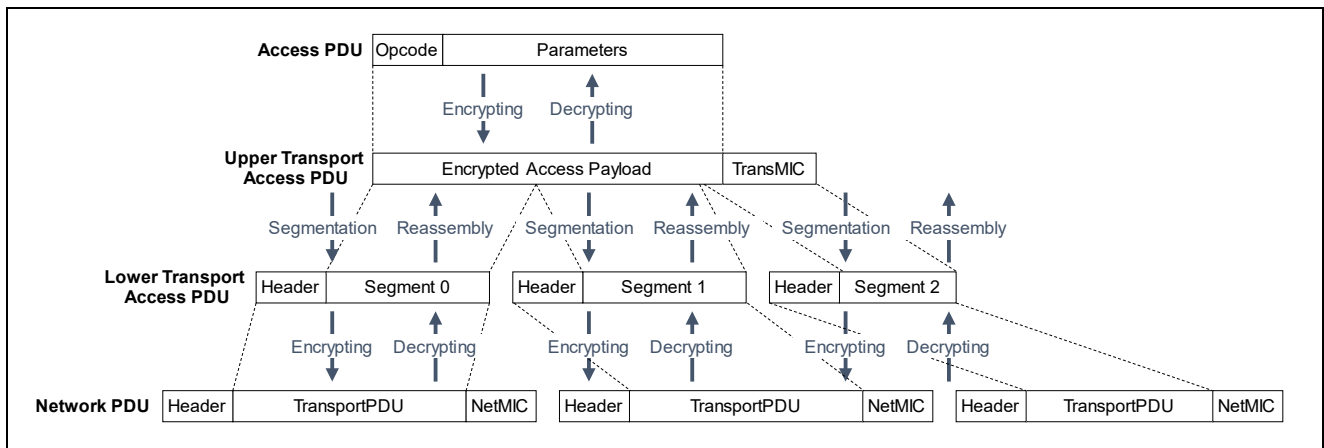 Access PDU Opcode Parameters
Encrypting Decrypting
Upper Transport
Access PDU
Encrypted Access Payload TransMIC
Segmentation Reassembly Segmentation Reassembly Segmentation Reassembly
Lower Transport
Access PDU
Header Segment 0 Header Segment 1 Header Segment 2
Encrypting Decrypting Encrypting Decrypting Encrypting Decrypting
Network PDU Header TransportPDU NetMIC Header TransportPDU NetMIC Header TransportPDU NetMIC